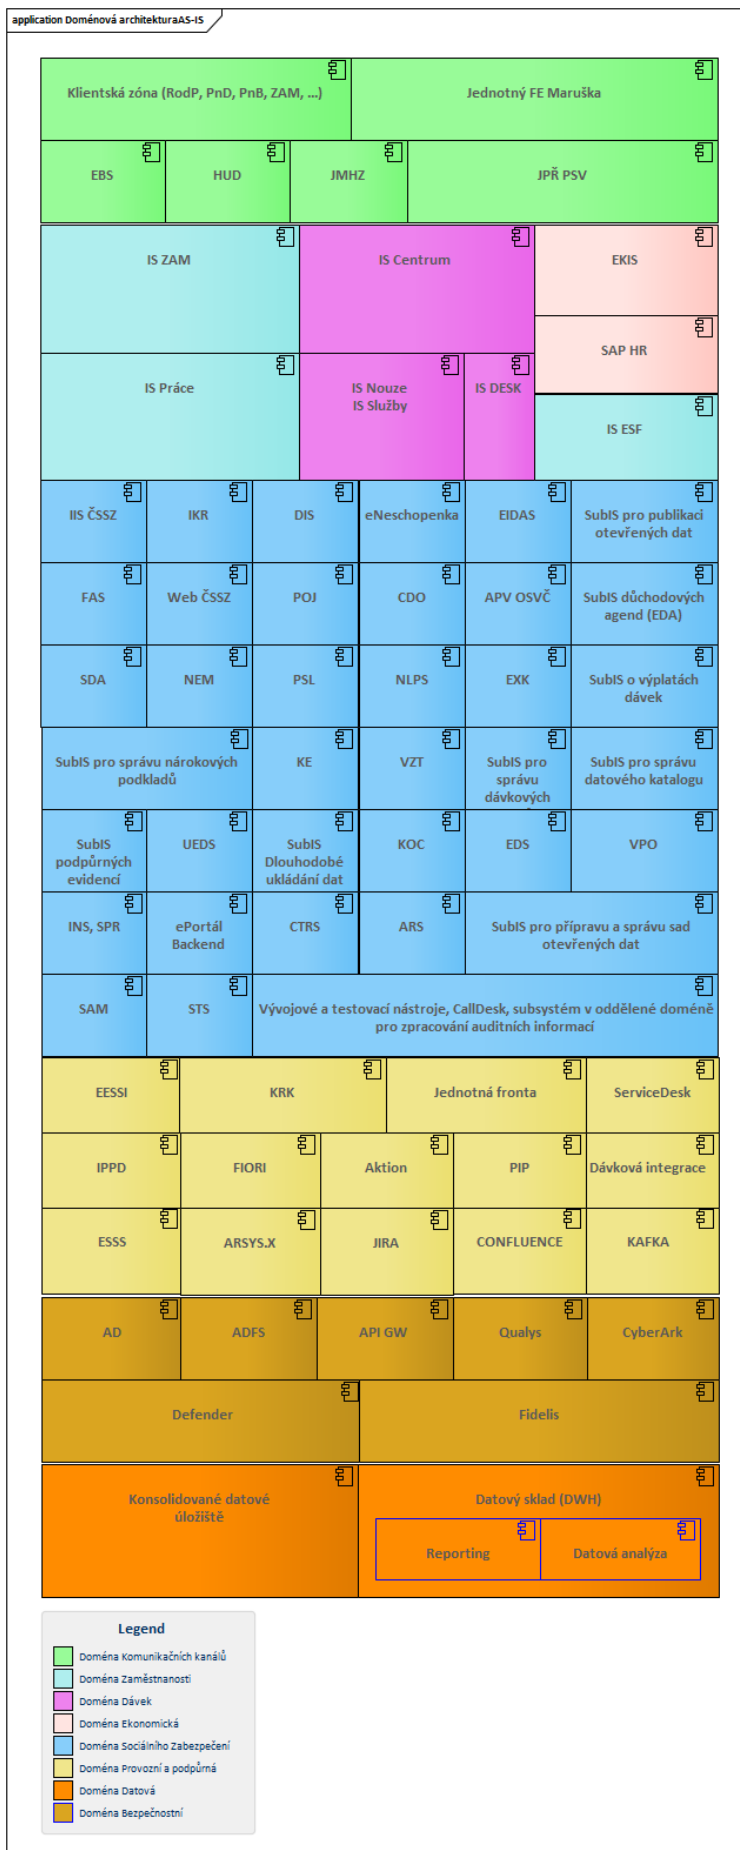 application Doménová architekturaAS-IS
Klientská zóna (RodP, PnD, PnB, ZAM, ...)
Jednotný FE Maruška
EBS
HUD
JMHZ
JPŘ PSV
IS ZAM
IS Centrum
EKIS
SAP HR
IS Práce
IS Nouze
IS Služby
IS DESK
IS ESF
IIS ČSSZ
IKR
DIS
eNeschopenka
EIDAS
SubIS pro publikaci
otevřených dat
FAS
Web ČSSZ
POJ
CDO
APV OSVČ
SubIS důchodových
agend (EDA)
SDA
NEM
PSL
NLPS
EXK
SubIS o výplatách
dávek
SubIS pro správu nárokových
podkladů
KE
VZT
SubIS pro
správu
dávkových
SubIS pro správu
datového katalogu
SubIS
podpůrných
evidencí
UEDS
SubIS
Dlouhodobé
ukládání dat
KOC
EDS
VPO
INS, SPR
ePortál
Backend
CTRS
ARS
SubIS pro přípravu a správu sad
otevřených dat
SAM
STS
Vývojové a testovací nástroje, CallDesk, subsystém v oddělené doméně
pro zpracování auditních informací
EESSI
KRK
Jednotná fronta
ServiceDesk
IPPD
FIORI
Aktion
PIP
Dávková integrace
ESSS
ARSYS.X
JIRA
CONFLUENCE
KAFKA
AD
ADFS
API GW
Qualys
CyberArk
Defender
Fidelis
Konsolidované datové
úložiště
Datový sklad (DWH)
Reporting
Datová analýza
Legend
Doména Komunikačních kanálů
Doména Zaměstnanosti
Doména Dávek
Doména Ekonomická
Doména Sociálního Zabezpečení
Doména Provozní a podpůrná
Doména Datová
Doména Bezpečnostní